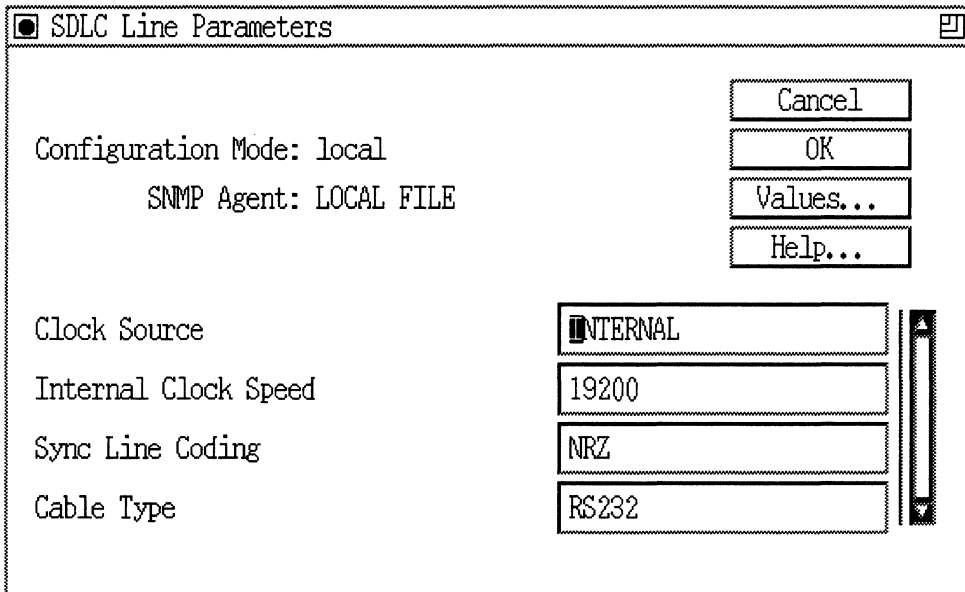 SDLC Line Parameters
Cancel
Configuration Mode: local
OK
SNMP Agent: LOCAL FILE
Values...
Help...
Clock Source
INTERNAL
Internal Clock Speed
19200
Sync Line Coding
NRZ
Cable Type
RS232